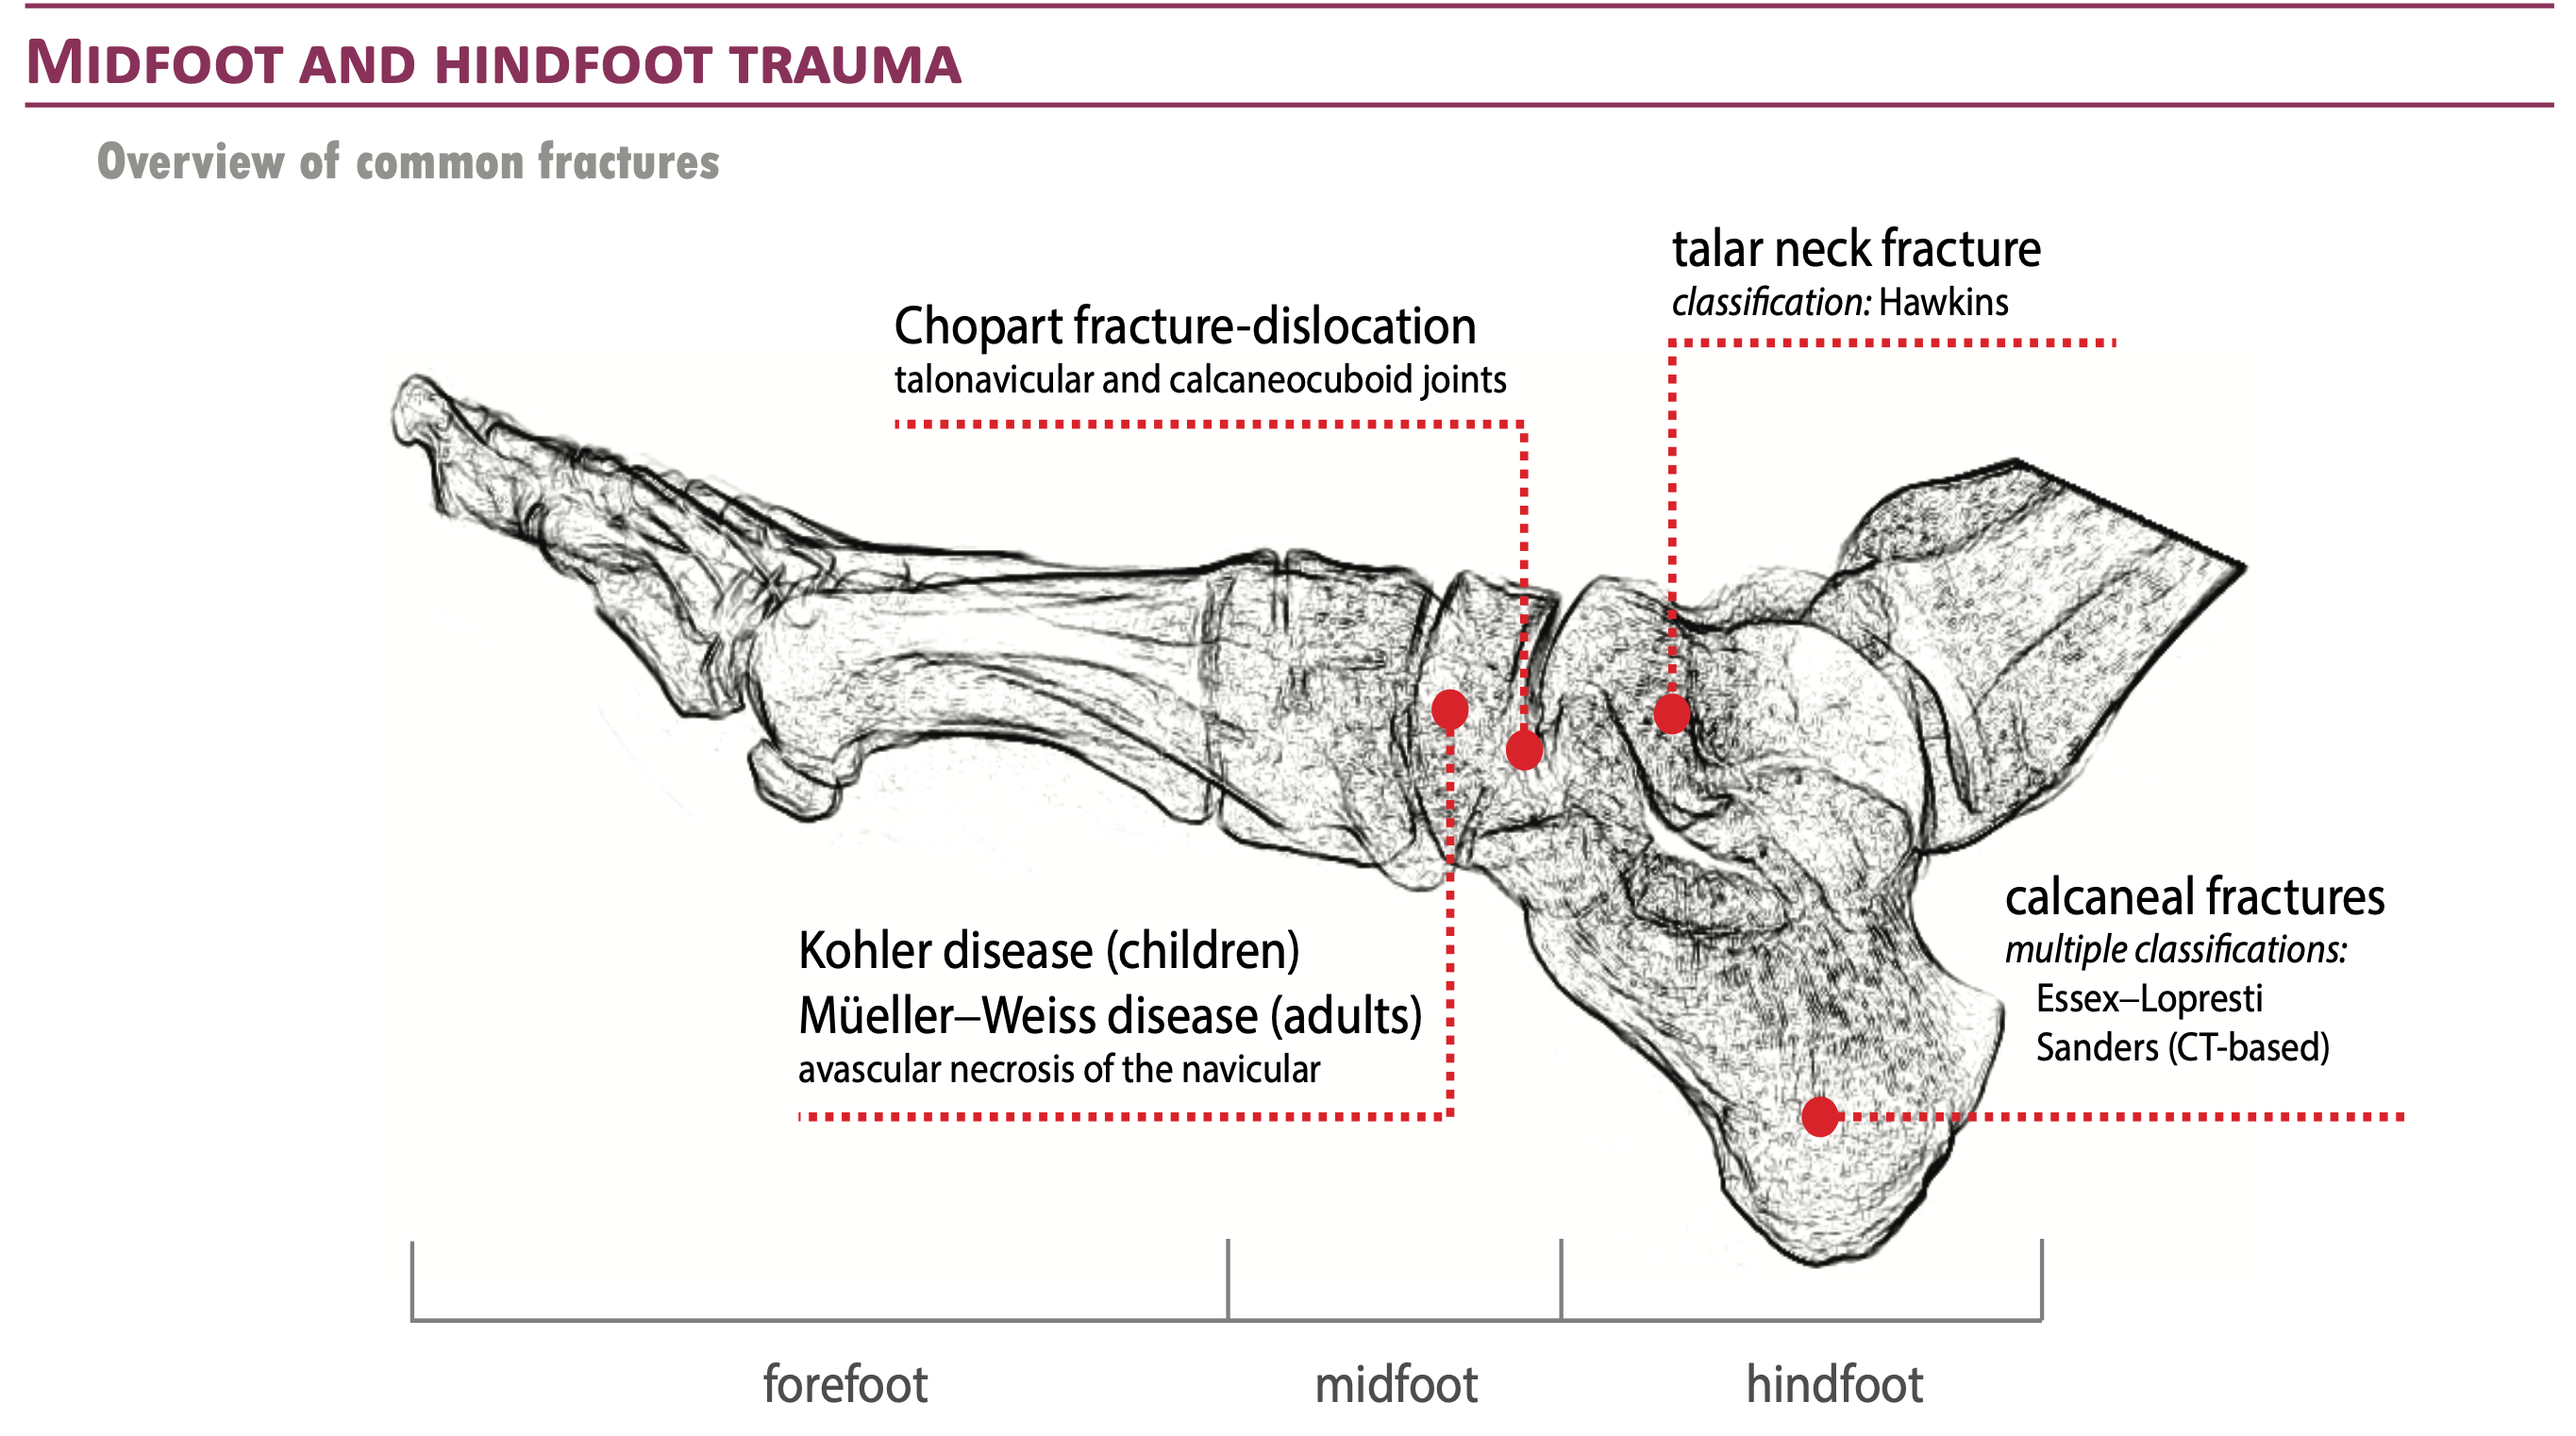 MIDFOOT AND HINDFOOT TRAUMA
Overview of common fractures
talar neck fracture
classification: Hawkins
Chopart fracture-dislocation
talonavicular and calcaneocuboid joints
Kohler disease (children)
Müeller–Weiss disease (adults)
avascular necrosis of the navicular
calcaneal fractures
multiple classifications:
Essex–Lopresti
Sanders (CT-based)
forefoot
midfoot
hindfoot